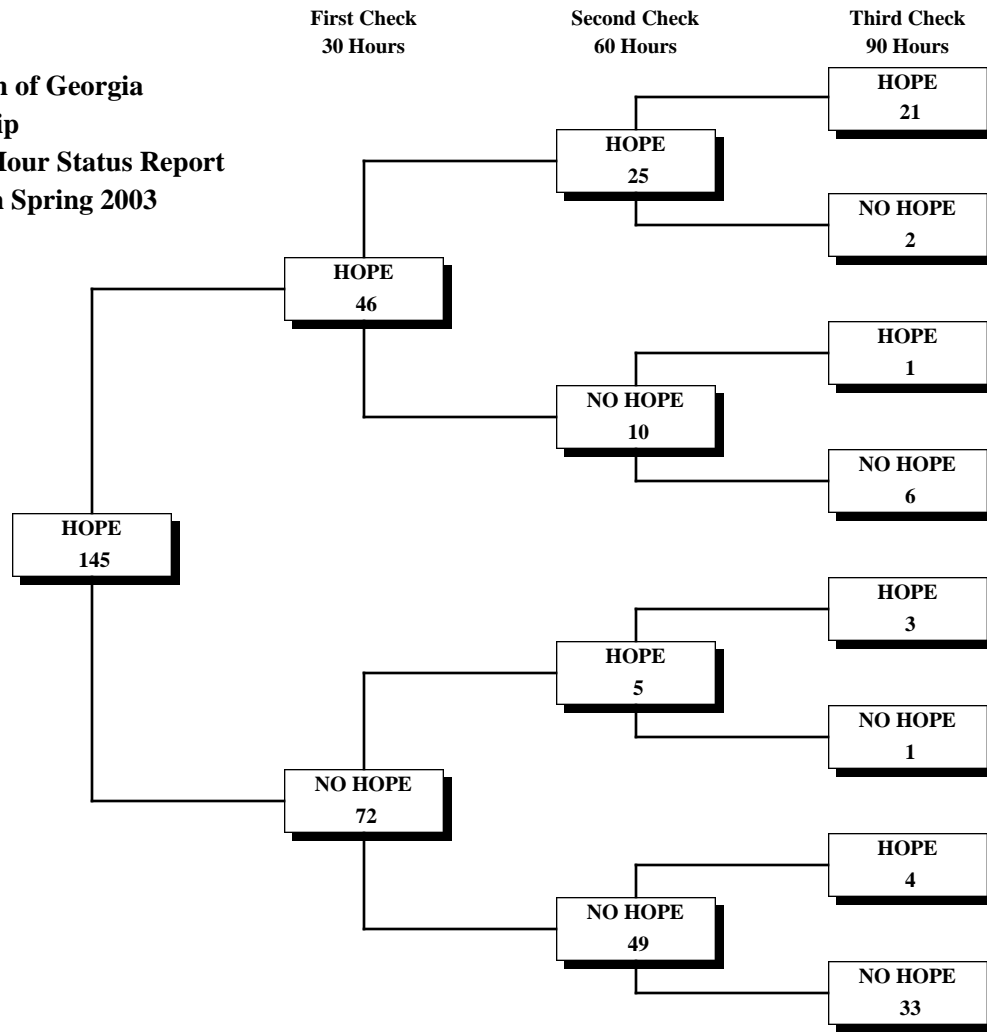 First Check
30 Hours
Second Check
60 Hours
Third Check
90 Hours
of Georgia
Hour Status Report
Spring 2003
HOPE
145
HOPE
46
NO HOPE
72
HOPE
25
NO HOPE
10
HOPE
5
NO HOPE
49
HOPE
21
NO HOPE
2
HOPE
1
NO HOPE
6
HOPE
3
NO HOPE
1
HOPE
4
NO HOPE
33